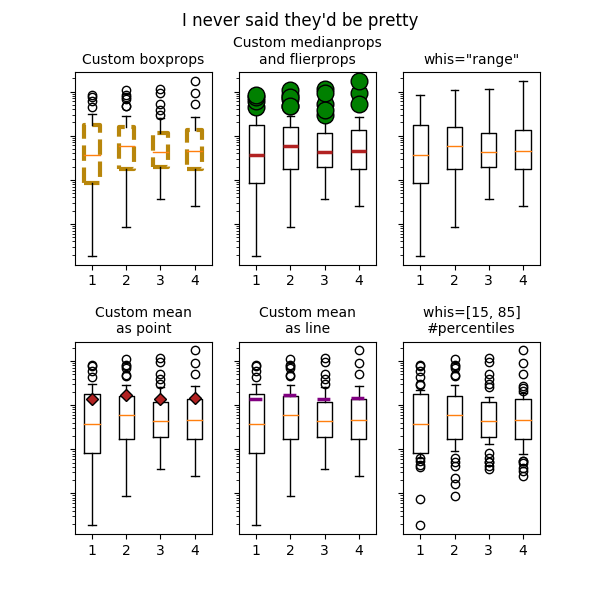 I never said they'd be pretty
Custom boxprops
Custom medianprops
and flierprops
whis="range"
1 2 3 4
1 2 3 4
1 2 3 4
Custom mean
as point
Custom mean
as line
whis=[15, 85]
#percentiles
1 2 3 4
1 2 3 4
1 2 3 4